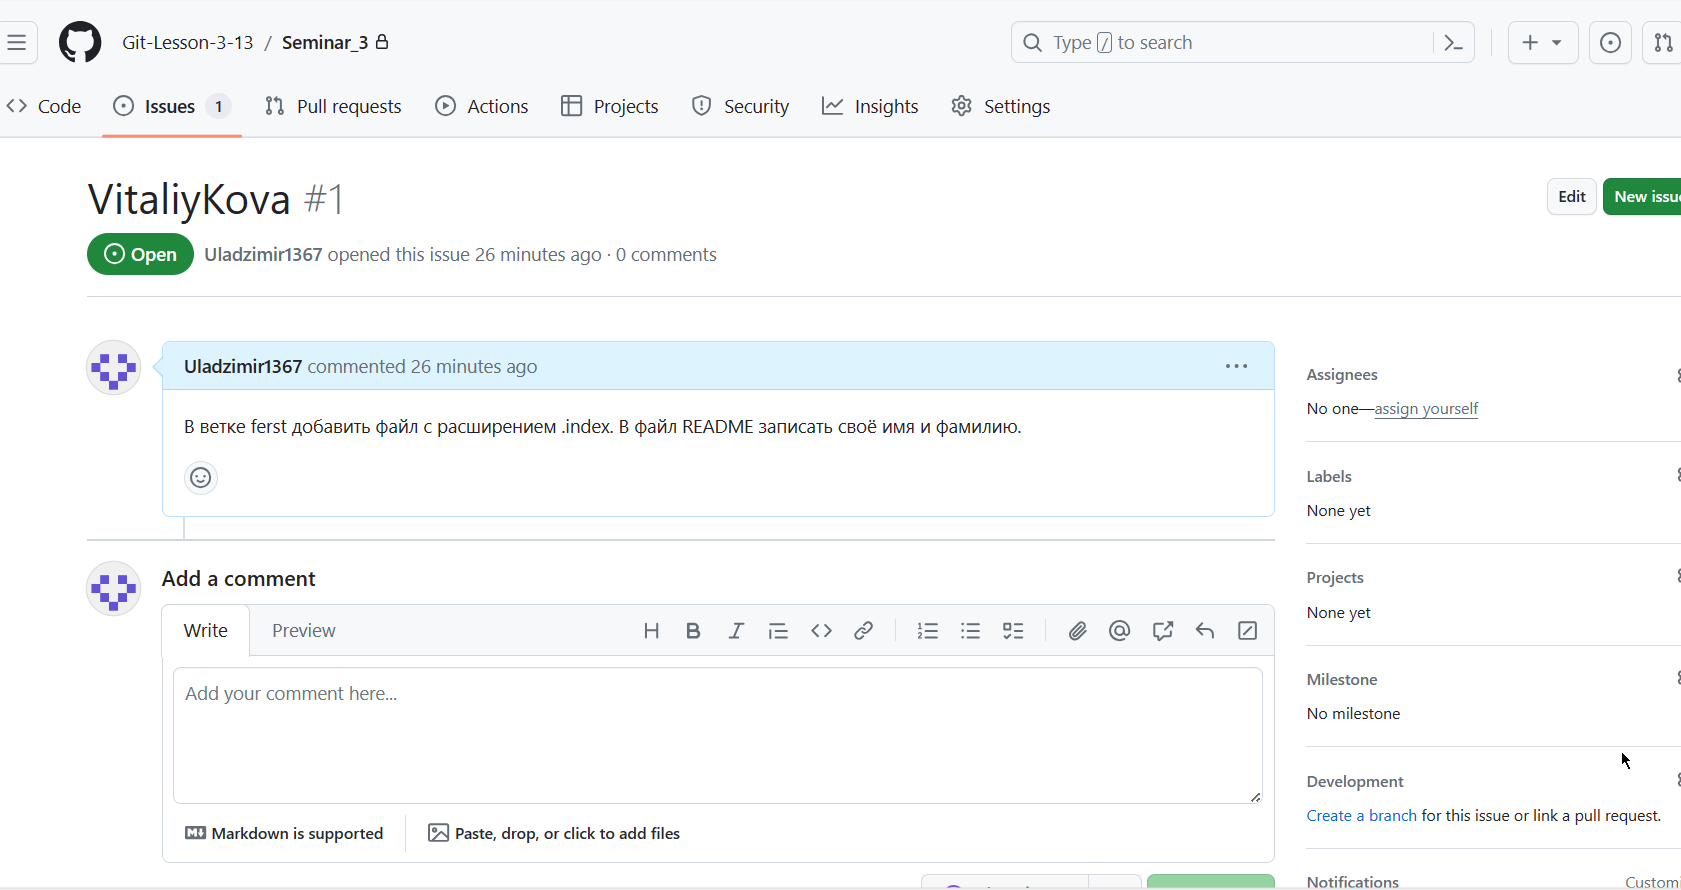 Git-Lesson-3-13 / Seminar_3
Type / to search
Code
Issues 1
Pull requests
Actions
Projects
Security
Insights
Settings
VitaliyKova #1
Edit
New issu
Open
Uladzimir1367 opened this issue 26 minutes ago · 0 comments
Uladzimir1367 commented 26 minutes ago
В ветке ferst добавить файл с расширением .index. В файл README записать своё имя и фамилию.
Assignees
No one—assign yourself
Labels
None yet
Projects
None yet
Milestone
No milestone
Development
Create a branch for this issue or link a pull request.
Notifications
Customi
Add a comment
Write
Preview
Add your comment here...
Markdown is supported
Paste, drop, or click to add files